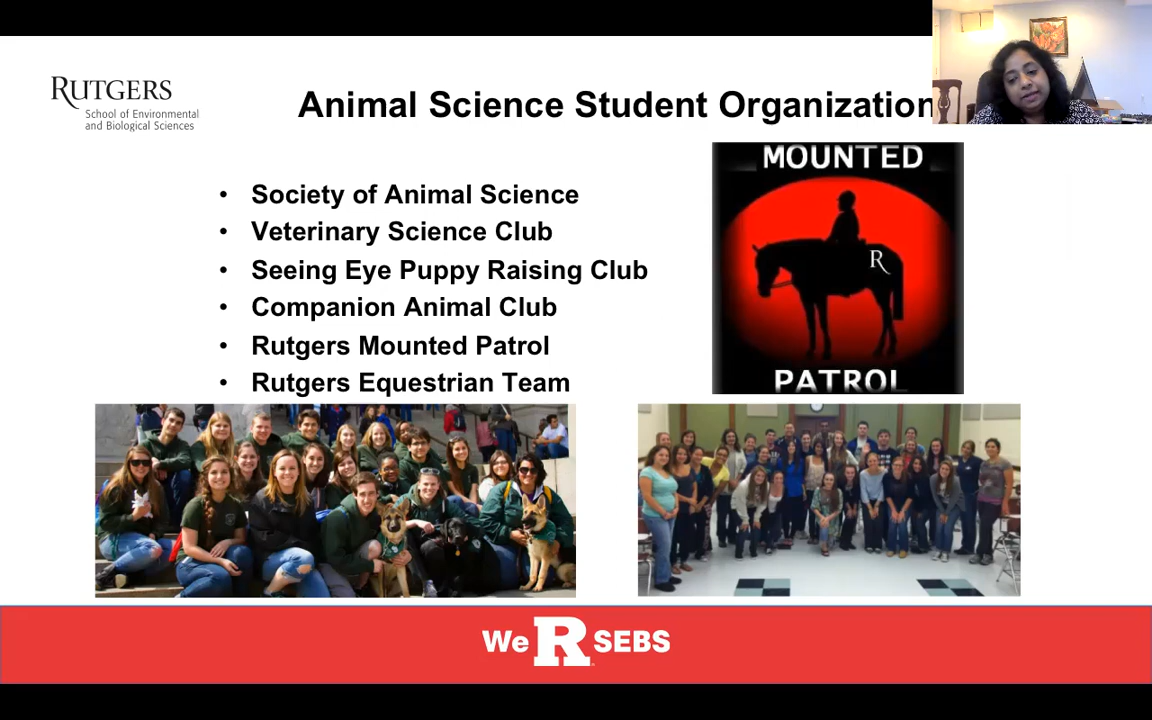 RUTGERS
School of Environmental
and Biological Sciences
Animal Science Student Organization
• Society of Animal Science
• Veterinary Science Club
• Seeing Eye Puppy Raising Club
• Companion Animal Club
• Rutgers Mounted Patrol
• Rutgers Equestrian Team
MOUNTED
R
PATROL
We R SEBS